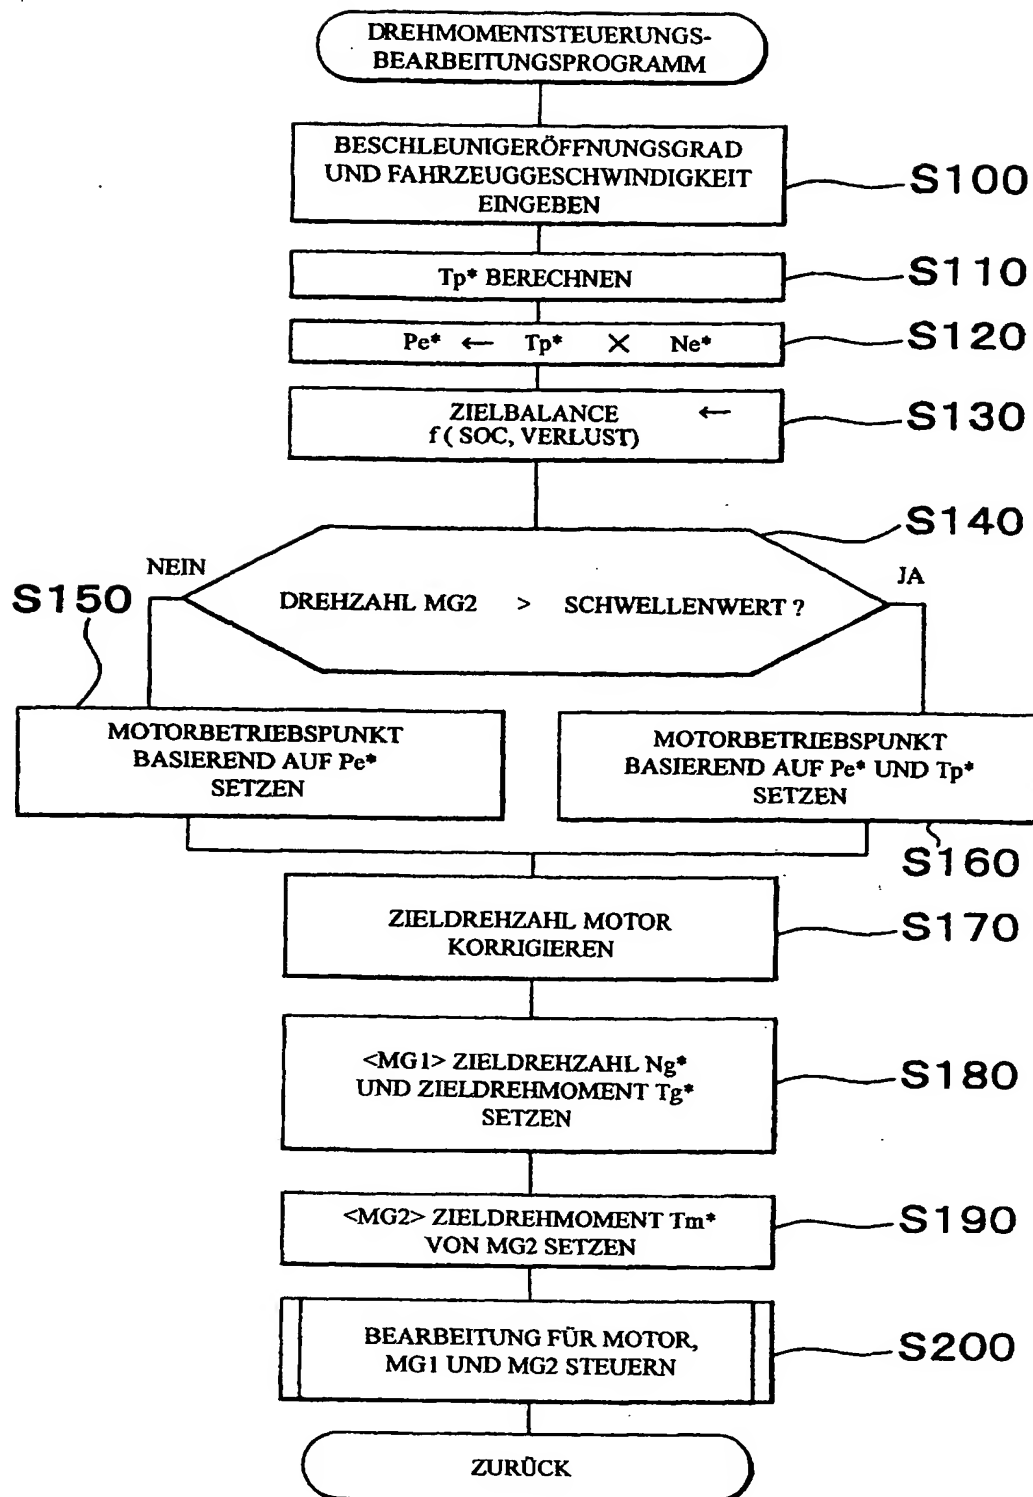 DREHMOMENTSTEUERUNGS-
BEARBEITUNGSPROGRAMM
BESCHLEUNIGERÖFFNUNGSGRAD
UND FAHRZEUGGESCHWINDIGKEIT
EINGEBEN
S100
Tp* BERECHNEN
S110
Pe* ← Tp* × Ne*
S120
ZIELBALANCE ←
f ( SOC, VERLUST)
S130
S140
NEIN
JA
DREHZAHL MG2 > SCHWELLENWERT ?
S150
MOTORBETRIEBSPUNKT
BASIEREND AUF Pe*
SETZEN
MOTORBETRIEBSPUNKT
BASIEREND AUF Pe* UND Tp*
SETZEN
S160
ZIELDREHZAHL MOTOR
KORRIGIEREN
S170
<MG1> ZIELDREHZAHL Ng*
UND ZIELDREHMOMENT Tg*
SETZEN
S180
<MG2> ZIELDREHMOMENT Tm*
VON MG2 SETZEN
S190
BEARBEITUNG FÜR MOTOR,
MG1 UND MG2 STEUERN
S200
ZURÜCK